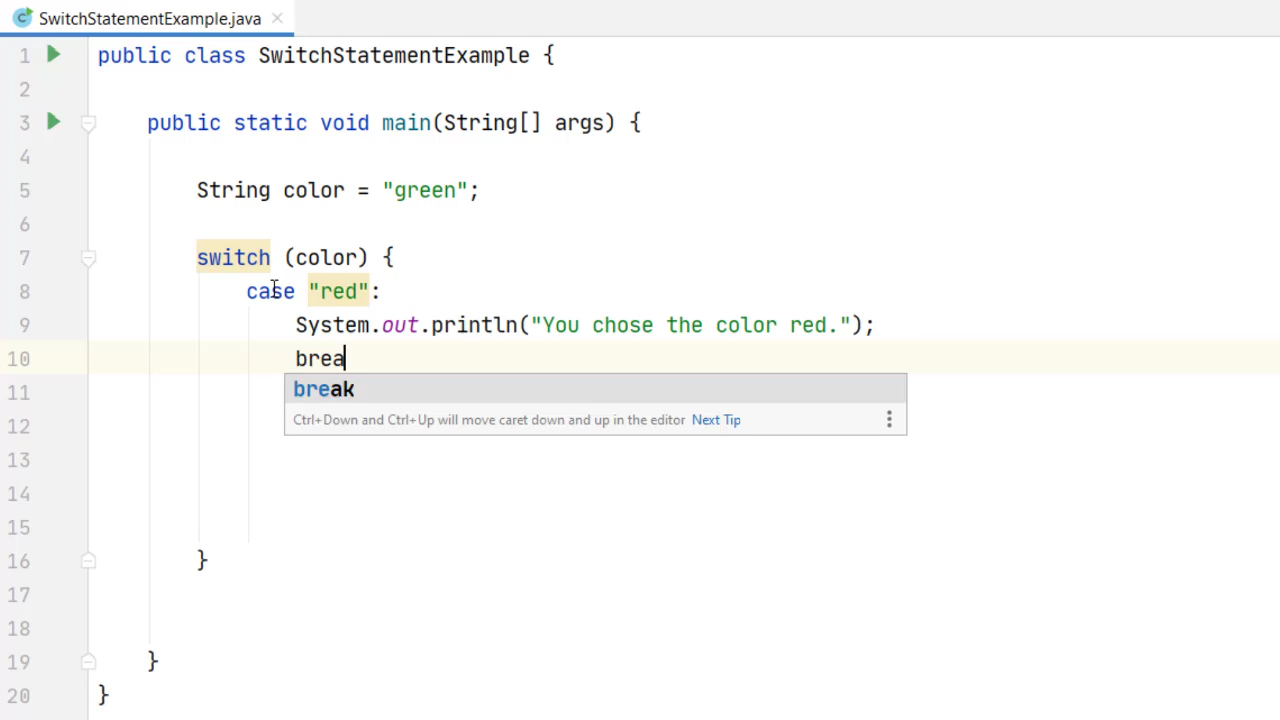 SwitchStatementExample.java
1 public class SwitchStatementExample {
2
3 public static void main(String[] args) {
4
5 String color = "green";
6
7 switch (color) {
8 case "red":
9 System.out.println("You chose the color red.");
10 brea
break
11
Ctrl+Down and Ctrl+Up will move caret down and up in the editor Next Tip
12
13
14
15
16 }
17
18
19 }
20 }